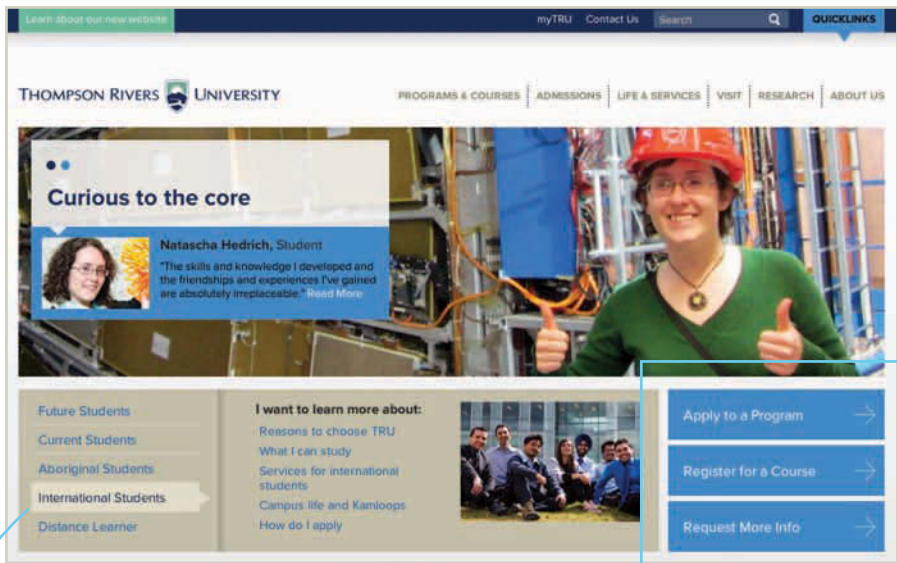 Learn about our new website
myTRU Contact Us Search QUICKLINKS
THOMPSON RIVERS UNIVERSITY
PROGRAMS & COURSES ADMISSIONS LIFE & SERVICES VISIT RESEARCH ABOUT US
Curious to the core
Natascha Hedrich, Student
"The skills and knowledge I developed and
the friendships and experiences I've gained
are absolutely irreplaceable." Read More
Future Students
Current Students
Aboriginal Students
International Students
Distance Learner
I want to learn more about:
Reasons to choose TRU
What I can study
Services for international
students
Campus life and Kamloops
How do I apply
Apply to a Program
Register for a Course
Request More Info